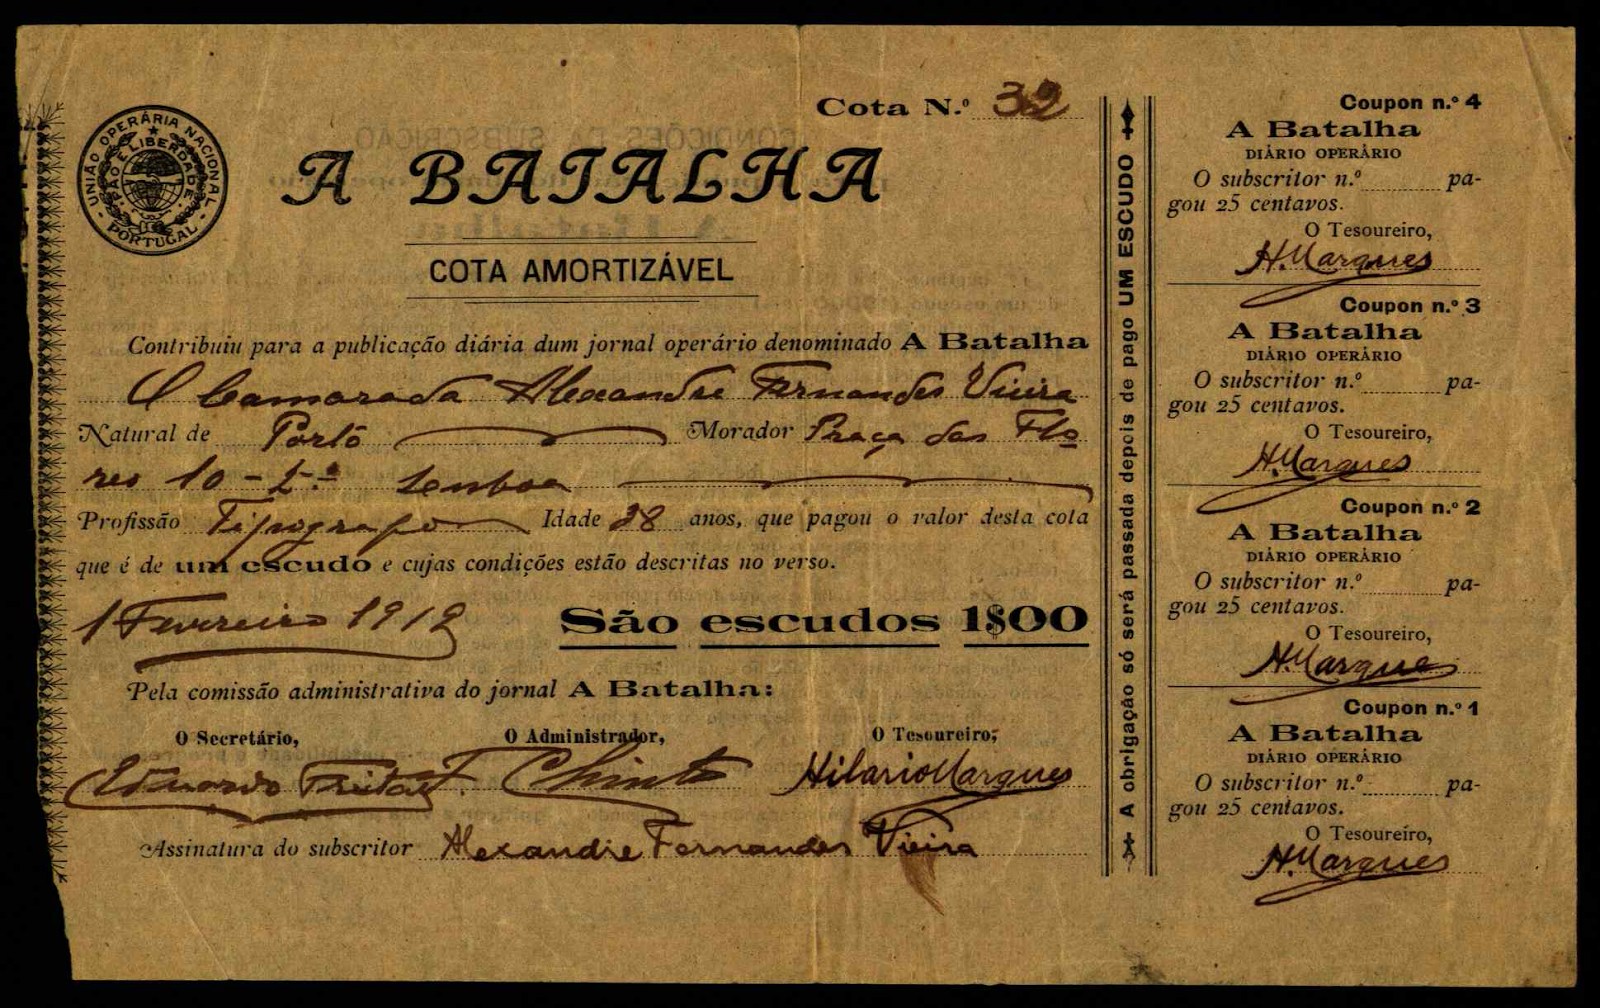 UNIÃO OPERÁRIA NACIONAL
PÃO E LIBERDADE
- PORTUGAL -
Cota N.º 32
A BATALHA
COTA AMORTIZÁVEL
Contribuiu para a publicação diária dum jornal operário denominado A Batalha
O Camarada Alexandre Fernandes Vieira
Natural de Porto Morador Praça das Flo
res 10-2.º Lisboa
Profissão Tipografo Idade 38 anos, que pagou o valor desta cota
que é de um escudo e cujas condições estão descritas no verso.
1 Fevereiro 1919 São escudos 1$00
Pela comissão administrativa do jornal A Batalha:
O Secretário, O Administrador, O Tesoureiro,
Eduardo Freitas Hilario Marques
Assinatura do subscritor Alexandre Fernandes Vieira
A obrigação só será passada depois de pago UM ESCUDO
Coupon n.º 4
A Batalha
DIÁRIO OPERÁRIO
O subscritor n.º pa-
gou 25 centavos.
O Tesoureiro,
H. Marques
Coupon n.º 3
A Batalha
DIÁRIO OPERÁRIO
O subscritor n.º pa-
gou 25 centavos.
O Tesoureiro,
H. Marques
Coupon n.º 2
A Batalha
DIÁRIO OPERÁRIO
O subscritor n.º pa-
gou 25 centavos.
O Tesoureiro,
H. Marques
Coupon n.º 1
A Batalha
DIÁRIO OPERÁRIO
O subscritor n.º pa-
gou 25 centavos.
O Tesoureiro,
H. Marques